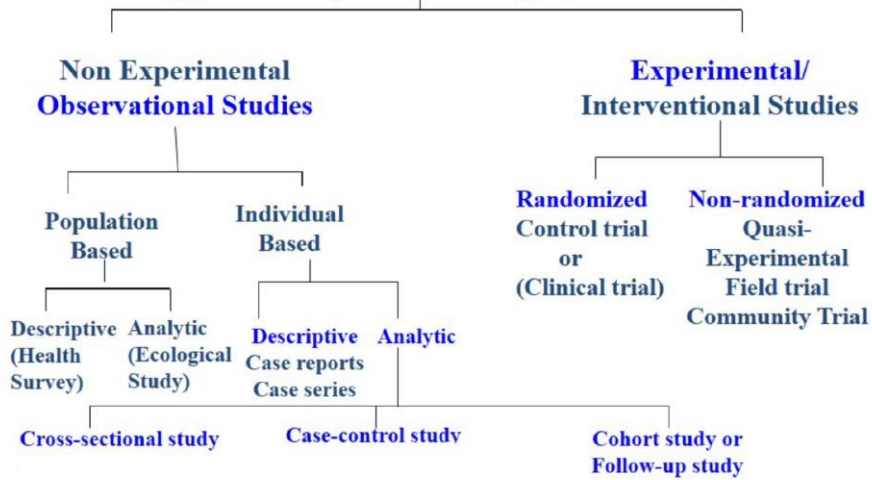 Non Experimental
Observational Studies
Experimental/
Interventional Studies
Population
Based
Individual
Based
Randomized
Control trial
or
(Clinical trial)
Non-randomized
Quasi-
Experimental
Field trial
Community Trial
Descriptive
(Health
Survey)
Analytic
(Ecological
Study)
Descriptive
Case reports
Case series
Analytic
Cross-sectional study
Case-control study
Cohort study or
Follow-up study